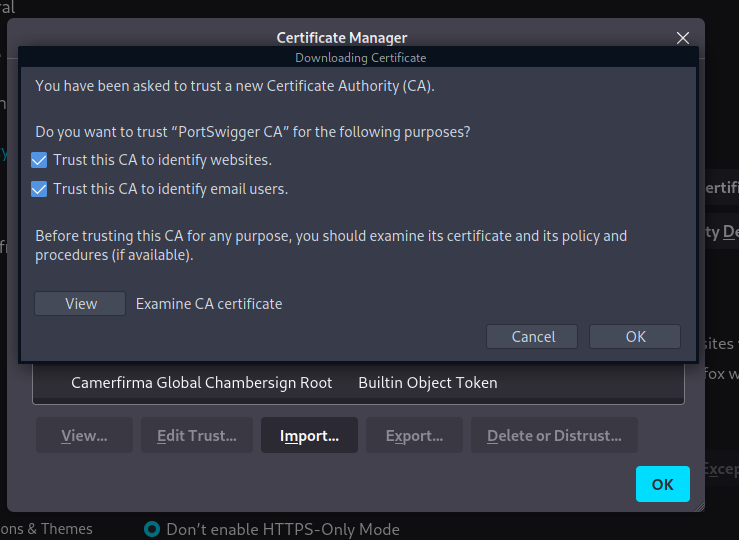 ral
Certificate Manager
Downloading Certificate
You have been asked to trust a new Certificate Authority (CA).
Do you want to trust “PortSwigger CA” for the following purposes?
Trust this CA to identify websites.
Trust this CA to identify email users.
Before trusting this CA for any purpose, you should examine its certificate and its policy and
procedures (if available).
View Examine CA certificate
Cancel OK
Camerfirma Global Chambersign Root Builtin Object Token
View... Edit Trust... Import... Export... Delete or Distrust...
OK
ertifi
ty De
sites
fox w
Excep
ons & Themes Don’t enable HTTPS-Only Mode